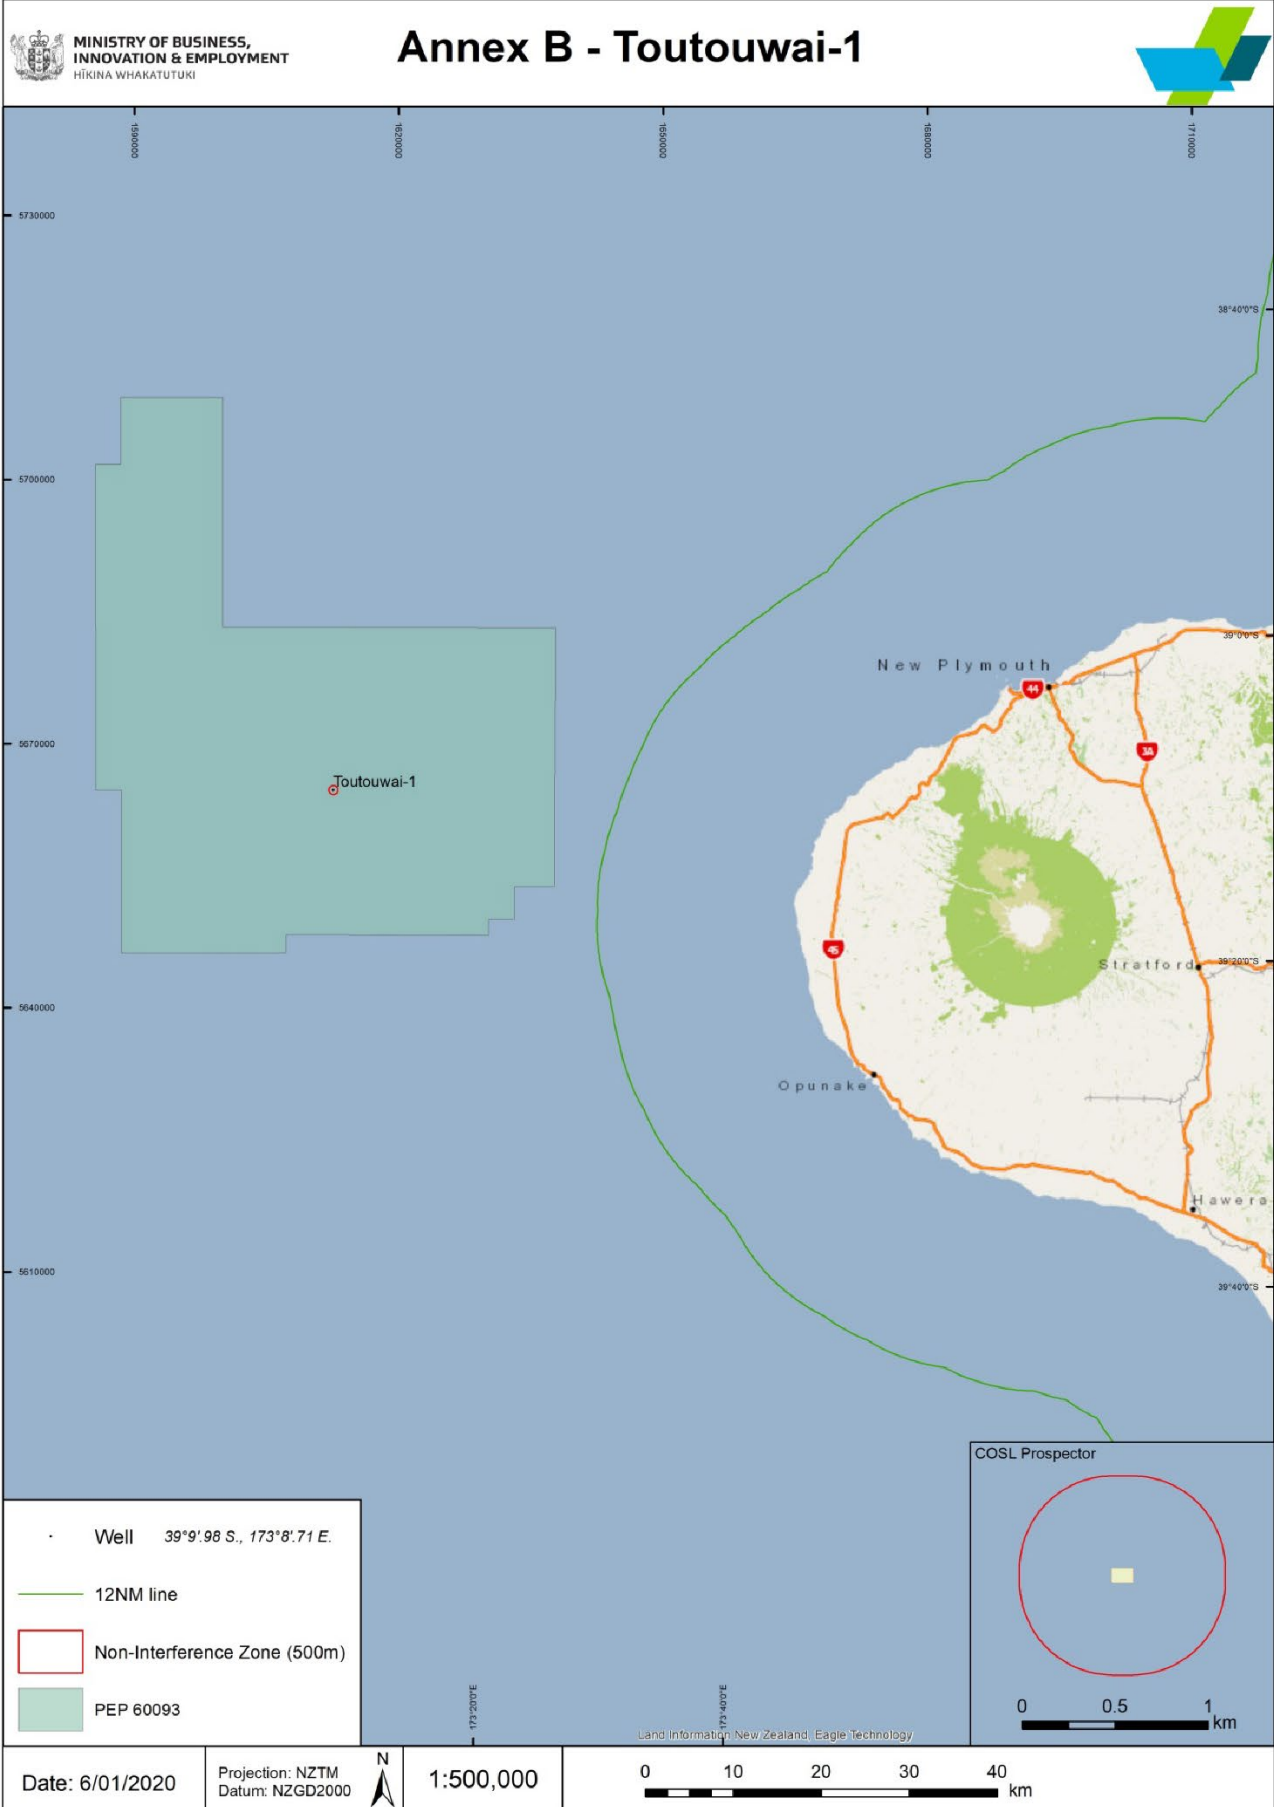 MINISTRY OF BUSINESS,
INNOVATION & EMPLOYMENT
HĪKINA WHAKATUTUKI
Annex B - Toutouwai-1
1590000
1620000
1650000
1680000
1710000
5730000
38°40'0"S
5700000
39°0'0"S
New Plymouth
44
5670000
3A
Toutouwai-1
45
Stratford
39°20'0"S
5640000
Opunake
Hawera
5610000
39°40'0"S
COSL Prospector
0 0.5 1
km
Well 39°9'.98 S., 173°8'.71 E.
12NM line
Non-Interference Zone (500m)
PEP 60093
173°20'0"E
173°40'0"E
Land Information New Zealand, Eagle Technology
Date: 6/01/2020
Projection: NZTM
Datum: NZGD2000
N
1:500,000
0 10 20 30 40
km